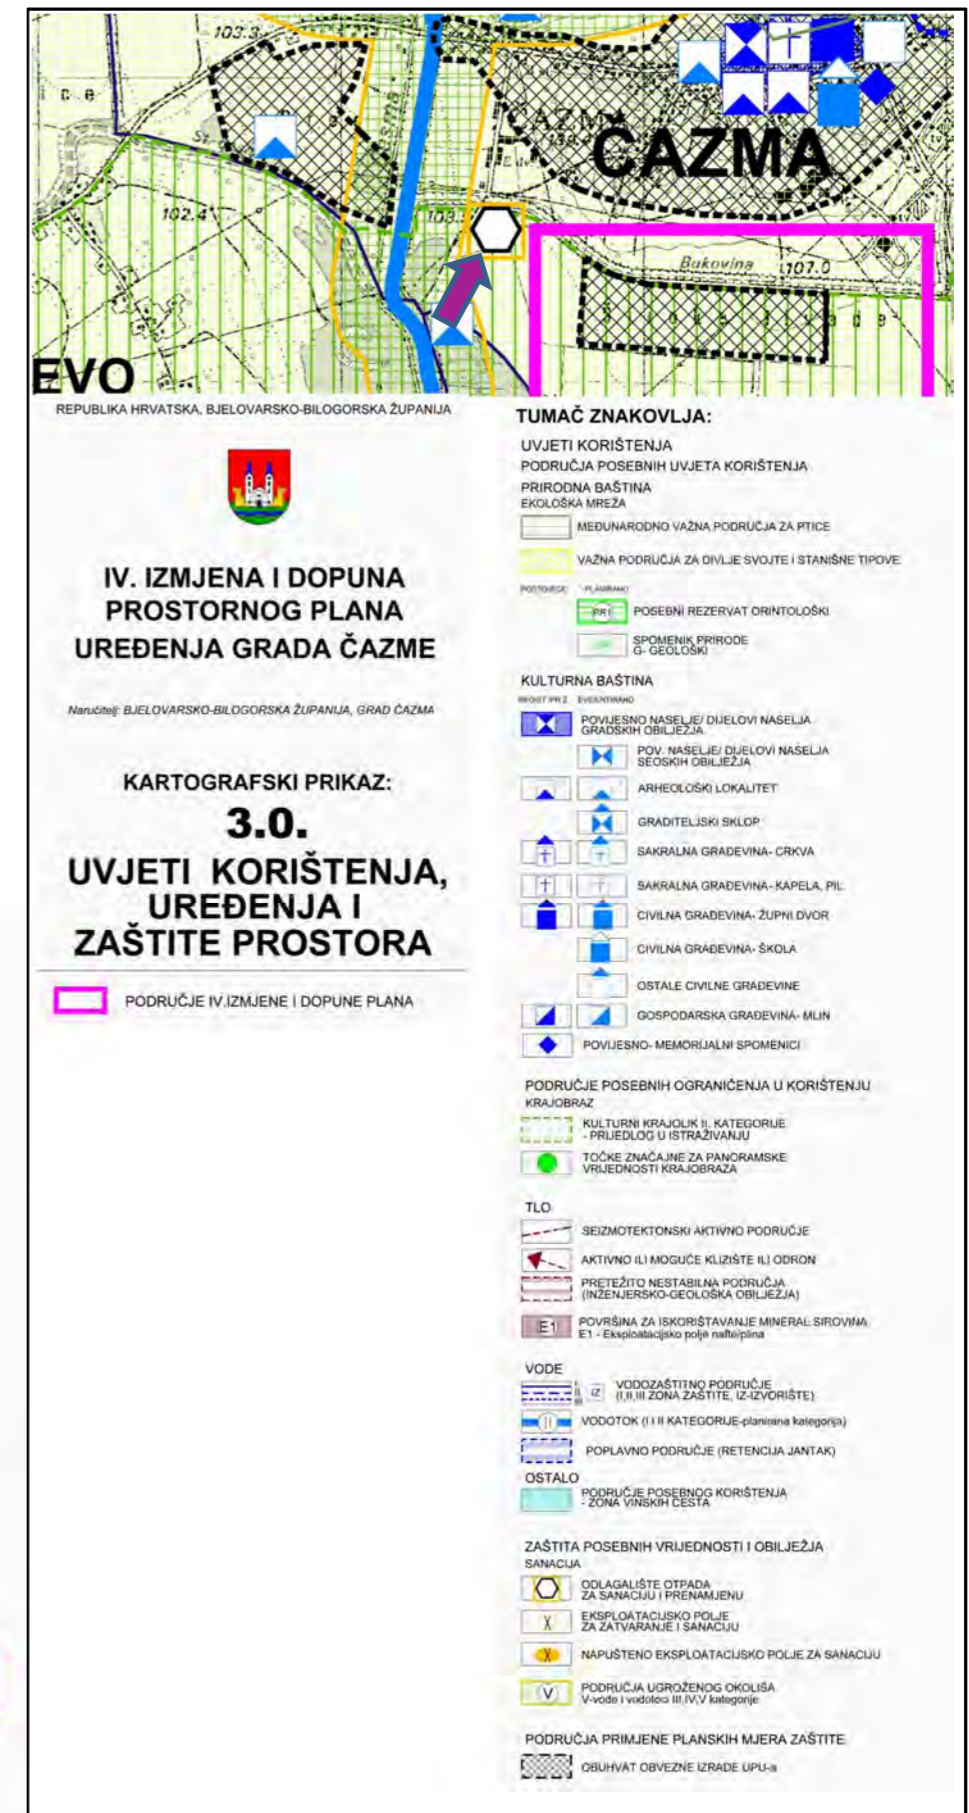 103.3
ČAZMA
102.4
Bukovina
107.0
EVO
REPUBLIKA HRVATSKA, BJELOVARSKO-BILOGORSKA ŽUPANIJA
IV. IZMJENA I DOPUNA
PROSTORNOG PLANA
UREĐENJA GRADA ČAZME
Naručitelj: BJELOVARSKO-BILOGORSKA ŽUPANIJA, GRAD ČAZMA
KARTOGRAFSKI PRIKAZ:
3.0.
UVJETI KORIŠTENJA,
UREĐENJA I
ZAŠTITE PROSTORA
PODRUČJE IV.IZMJENE I DOPUNE PLANA
TUMAČ ZNAKOVLJA:
UVJETI KORIŠTENJA
PODRUČJA POSEBNIH UVJETA KORIŠTENJA
PRIRODNA BAŠTINA
EKOLOŠKA MREŽA
MEĐUNARODNO VAŽNA PODRUČJA ZA PTICE
VAŽNA PODRUČJA ZA DIVLJE SVOJTE I STANIŠNE TIPOVE
POSTOJEĆE PLANIRANO
POSEBNI REZERVAT ORINTOLOŠKI
SPOMENIK PRIRODE
G- GEOLOŠKI
KULTURNA BAŠTINA
EVIDENTIRANO
POVIJESNO NASELJE/ DIJELOVI NASELJA
GRADSKIH OBILJEŽJA
POV. NASELJE/ DIJELOVI NASELJA
SEOSKIH OBILJEŽJA
ARHEOLOŠKI LOKALITET
GRADITELJSKI SKLOP
SAKRALNA GRAĐEVINA- CRKVA
SAKRALNA GRAĐEVINA- KAPELA, PIL
CIVILNA GRAĐEVINA- ŽUPNI DVOR
CIVILNA GRAĐEVINA- ŠKOLA
OSTALE CIVILNE GRAĐEVINE
GOSPODARSKA GRAĐEVINA- MLIN
POVIJESNO- MEMORIJALNI SPOMENICI
PODRUČJE POSEBNIH OGRANIČENJA U KORIŠTENJU
KRAJOBRAZ
KULTURNI KRAJOLIK II. KATEGORIJE
- PRIJEDLOG U ISTRAŽIVANJU
TOČKE ZNAČAJNE ZA PANORAMSKE
VRIJEDNOSTI KRAJOBRAZA
TLO
SEIZMOTEKTONSKI AKTIVNO PODRUČJE
AKTIVNO ILI MOGUĆE KLIZIŠTE ILI ODRON
PRETEŽITO NESTABILNA PODRUČJA
(INŽENJERSKO-GEOLOŠKA OBILJEŽJA)
E1 POVRŠINA ZA ISKORIŠTAVANJE MINERAL.SIROVINA
E1 - Eksploatacijsko polje nafte/plina
VODE
IZ VODOZAŠTITNO PODRUČJE
(I,II,III ZONA ZAŠTITE, IZ-IZVORIŠTE)
II VODOTOK (I i II KATEGORIJE-planirana kategorija)
POPLAVNO PODRUČJE (RETENCIJA JANTAK)
OSTALO
PODRUČJE POSEBNOG KORIŠTENJA
- ZONA VINSKIH CESTA
ZAŠTITA POSEBNIH VRIJEDNOSTI I OBILJEŽJA
SANACIJA
ODLAGALIŠTE OTPADA
ZA SANACIJU I PRENAMJENU
X EKSPLOATACIJSKO POLJE
ZA ZATVARANJE I SANACIJU
X NAPUŠTENO EKSPLOATACIJSKO POLJE ZA SANACIJU
V PODRUČJA UGROŽENOG OKOLIŠA
V-vode i vodotoci III,IV,V kategorije
PODRUČJA PRIMJENE PLANSKIH MJERA ZAŠTITE
OBUHVAT OBVEZNE IZRADE UPU-a